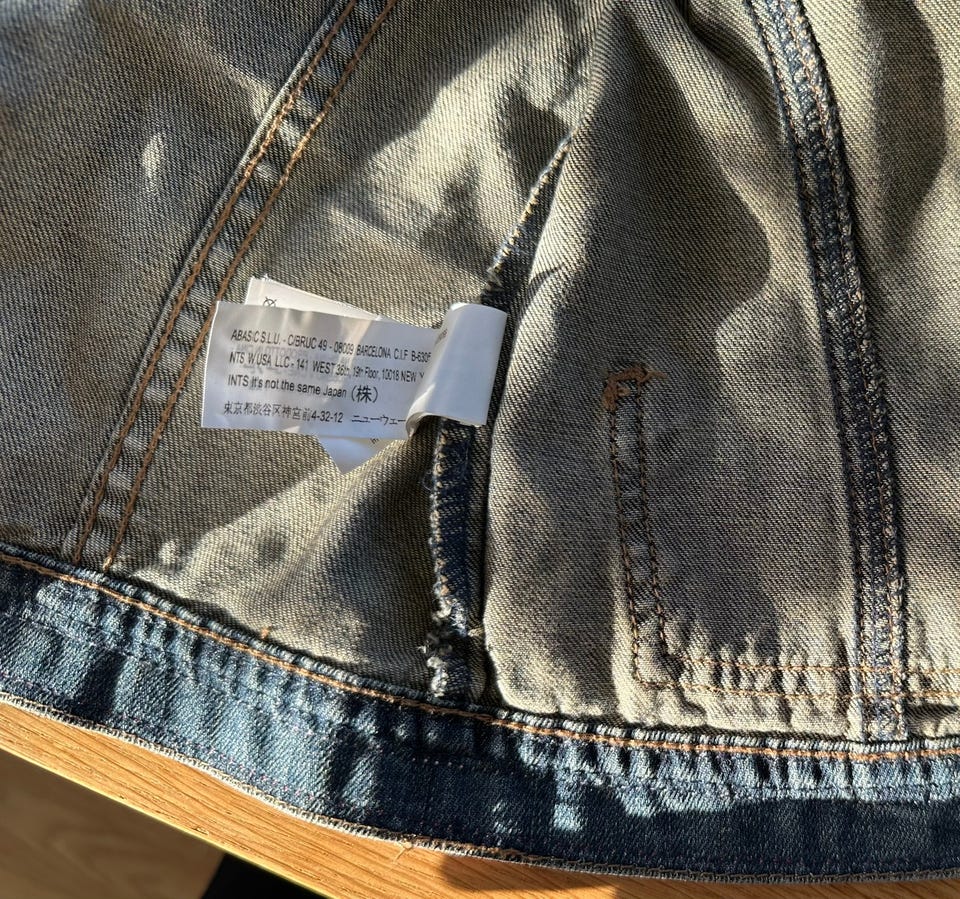 ABASIC S.L.U. - C/BRUC 49 - 08009 BARCELONA C.I.F B-630
NTS W.USA LLC - 141 WEST 36th, 19th Floor, 10018 NEW Y
INTS It's not the same Japan (株)
東京都渋谷区神宮前4-32-12 ニューウェー